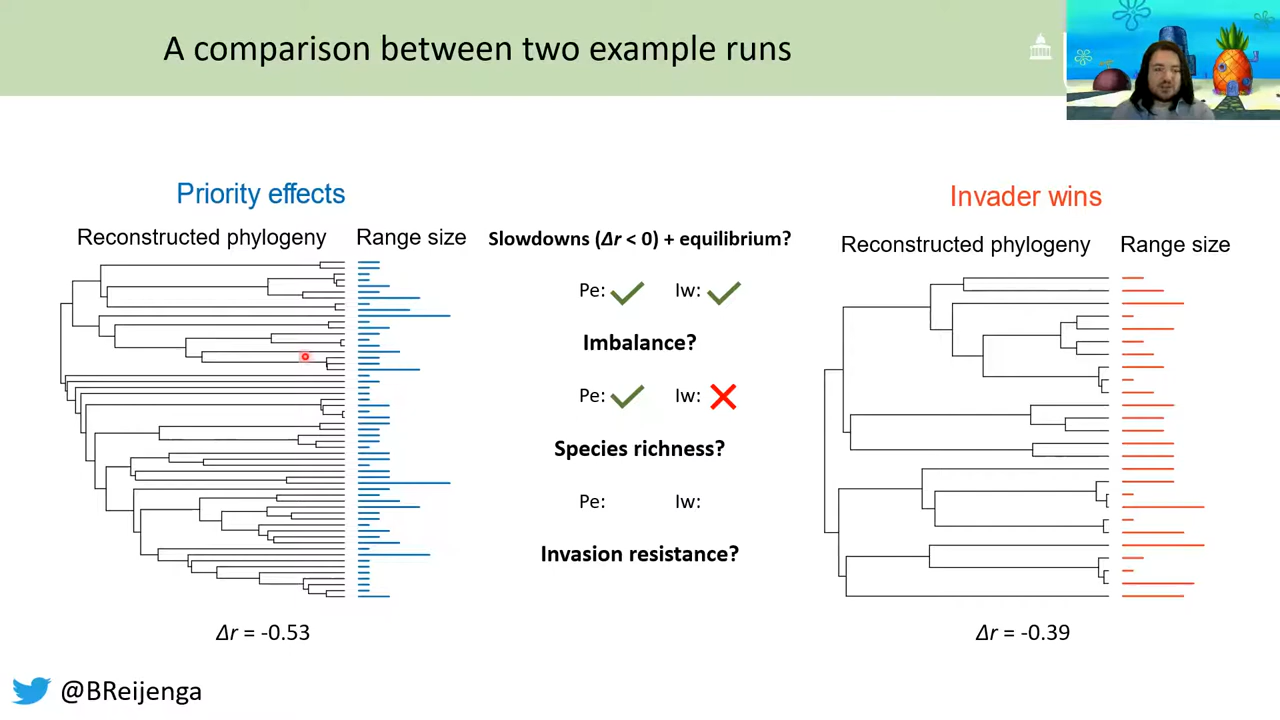 A comparison between two example runs
Priority effects
Reconstructed phylogeny
Range size
Δr = -0.53
Slowdowns (Δr < 0) + equilibrium?
Pe:
Iw:
Imbalance?
Pe:
Iw:
Species richness?
Pe:
Iw:
Invasion resistance?
Invader wins
Reconstructed phylogeny
Range size
Δr = -0.39
@BReijenga